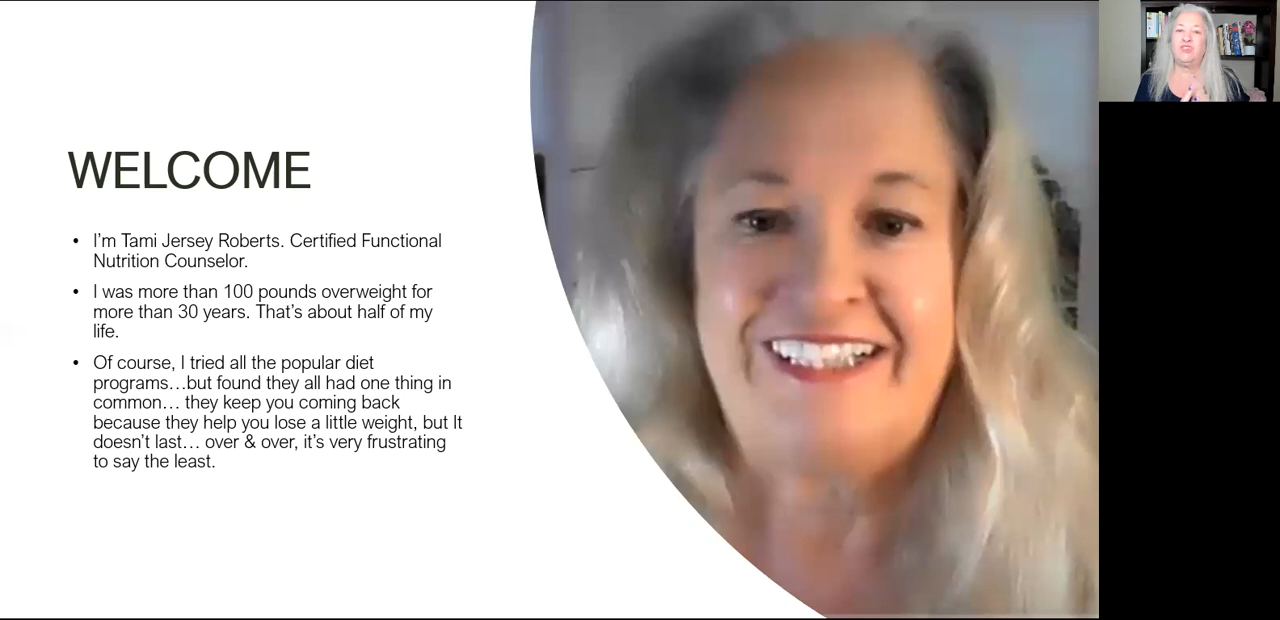 WELCOME
• I'm Tami Jersey Roberts. Certified Functional
Nutrition Counselor.
• I was more than 100 pounds overweight for
more than 30 years. That's about half of my
life.
• Of course, I tried all the popular diet
programs…but found they all had one thing in
common… they keep you coming back
because they help you lose a little weight, but It
doesn't last… over & over, it's very frustrating
to say the least.